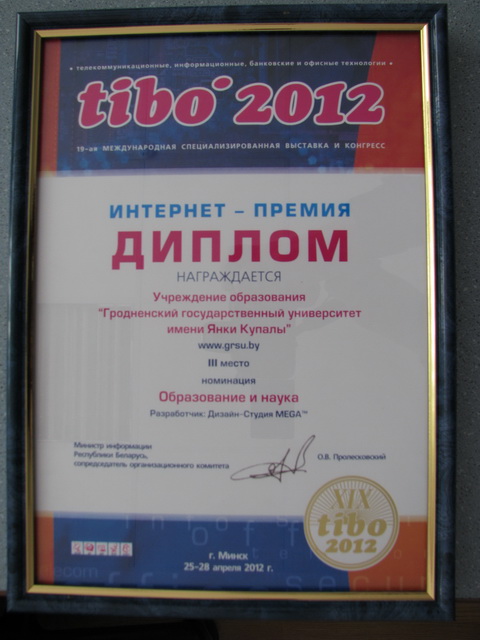 • телекоммуникационные, информационные, банковские и офисные технологии •
tibo® 2012
19-ая МЕЖДУНАРОДНАЯ СПЕЦИАЛИЗИРОВАННАЯ ВЫСТАВКА И КОНГРЕСС
ИНТЕРНЕТ – ПРЕМИЯ
ДИПЛОМ
НАГРАЖДАЕТСЯ
Учреждение образования
"Гродненский государственный университет
имени Янки Купалы"
www.grsu.by
III место
номинация
Образование и наука
Разработчик: Дизайн-Студия MEGA™
Министр информации
Республики Беларусь,
сопредседатель организационного комитета
О.В. Пролесковский
XIX
tibo
2012
г. Минск
25-28 апреля 2012 г.